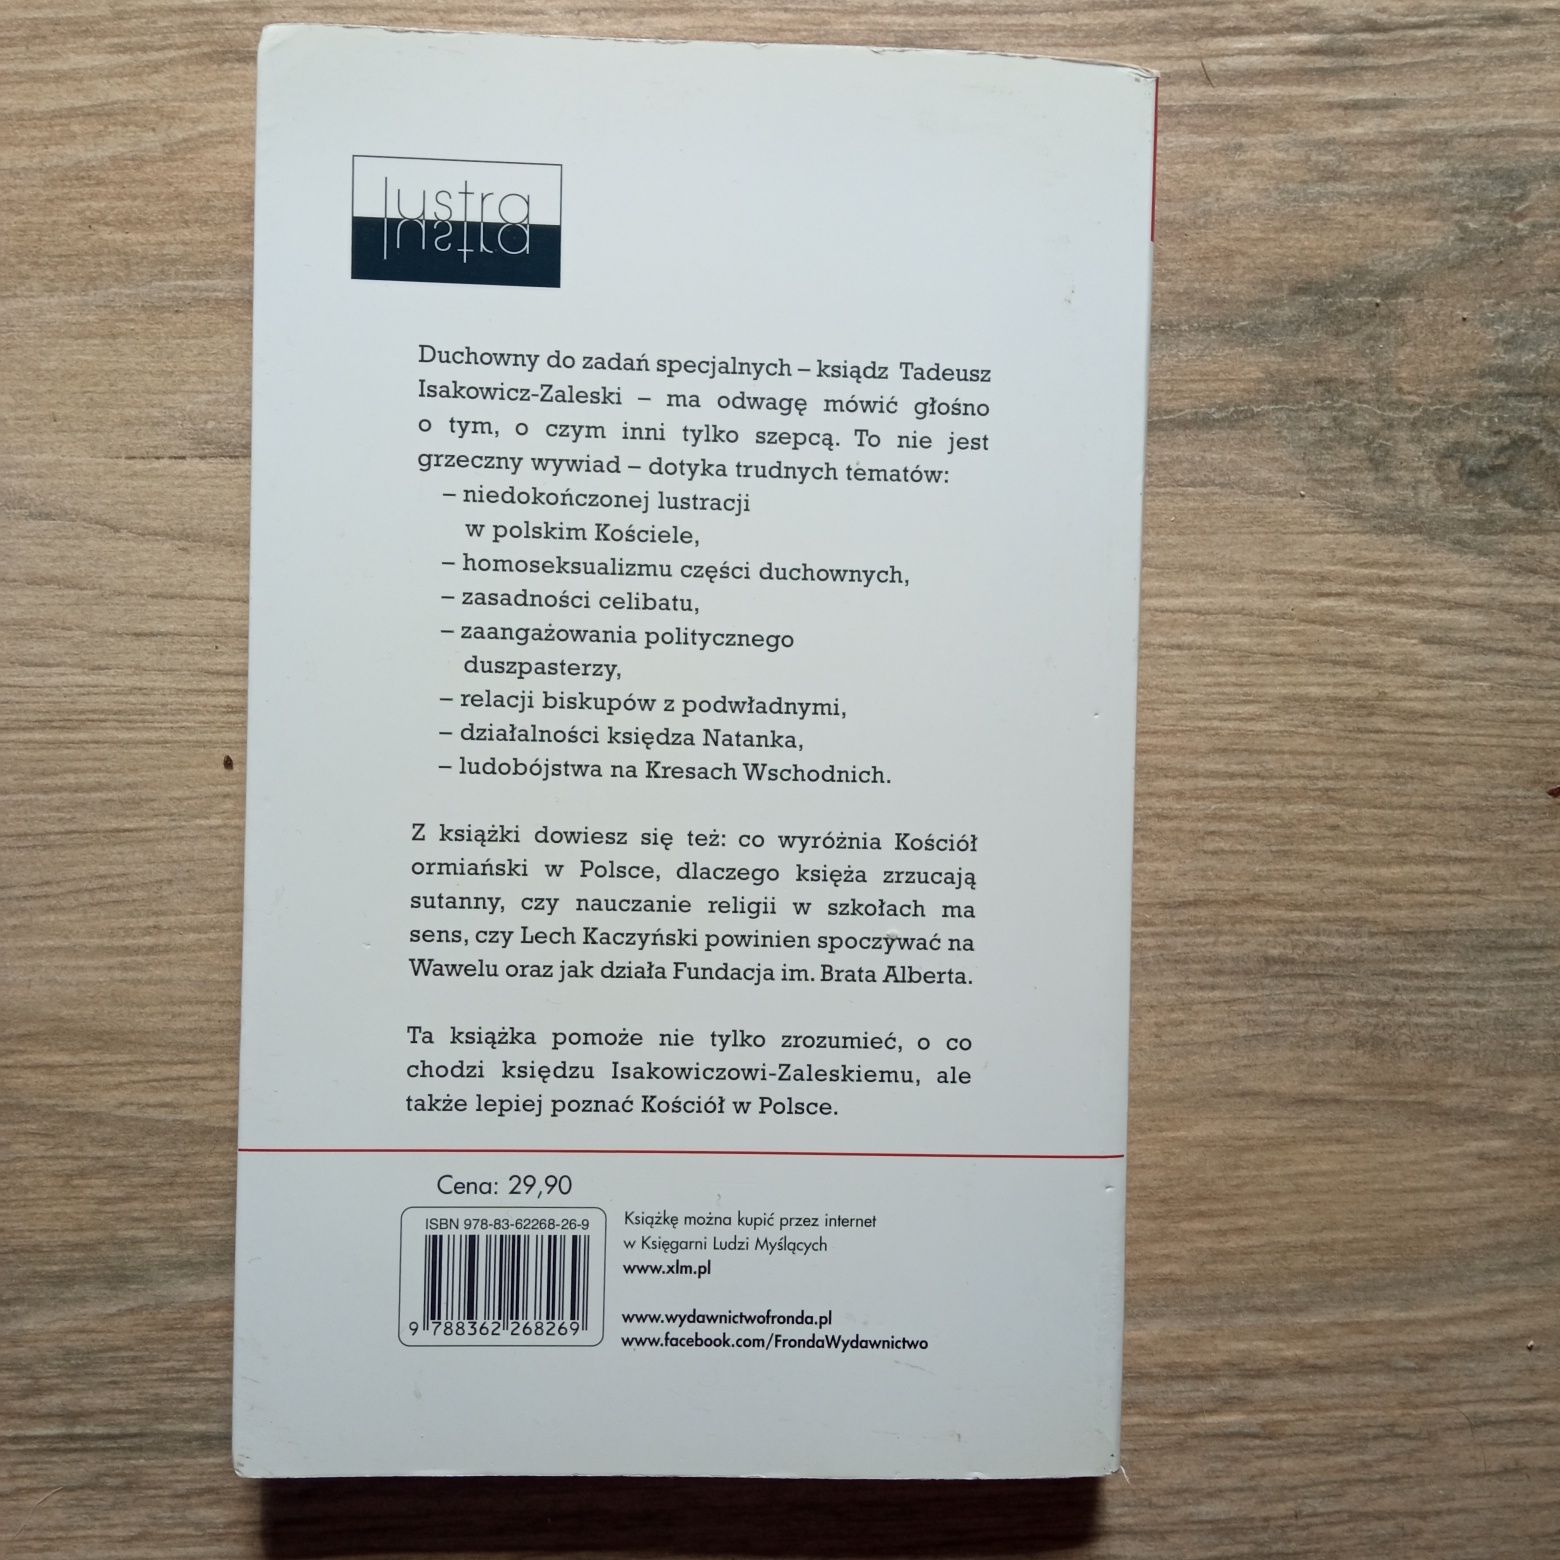 lustra
Duchowny do zadań specjalnych – ksiądz Tadeusz
Isakowicz-Zaleski – ma odwagę mówić głośno
o tym, o czym inni tylko szepcą. To nie jest
grzeczny wywiad – dotyka trudnych tematów:
– niedokończonej lustracji
w polskim Kościele,
– homoseksualizmu części duchownych,
– zasadności celibatu,
– zaangażowania politycznego
duszpasterzy,
– relacji biskupów z podwładnymi,
– działalności księdza Natanka,
– ludobójstwa na Kresach Wschodnich.
Z książki dowiesz się też: co wyróżnia Kościół
ormiański w Polsce, dlaczego księża zrzucają
sutanny, czy nauczanie religii w szkołach ma
sens, czy Lech Kaczyński powinien spoczywać na
Wawelu oraz jak działa Fundacja im. Brata Alberta.
Ta książka pomoże nie tylko zrozumieć, o co
chodzi księdzu Isakowiczowi-Zaleskiemu, ale
także lepiej poznać Kościół w Polsce.
Cena: 29,90
ISBN 978-83-62268-26-9
9 788362 268269
Książkę można kupić przez internet
w Księgarni Ludzi Myślących
www.xlm.pl
www.wydawnictwofronda.pl
www.facebook.com/FrondaWydawnictwo